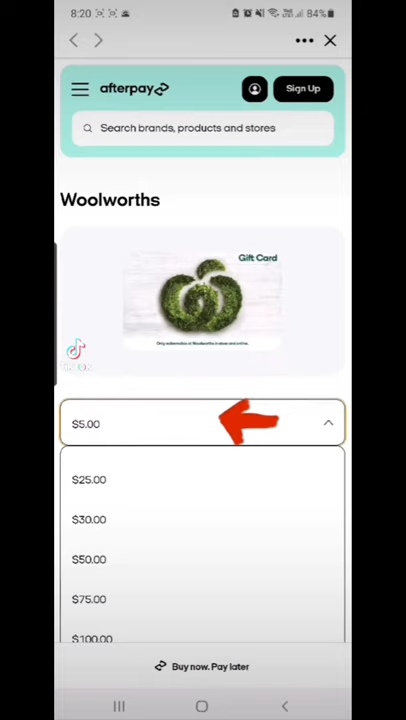 8:20
84%
afterpay
Sign Up
Search brands, products and stores
Woolworths
Gift Card
Only redeemable at Woolworths in store and online.
$5.00
$25.00
$30.00
$50.00
$75.00
$100.00
Buy now. Pay later